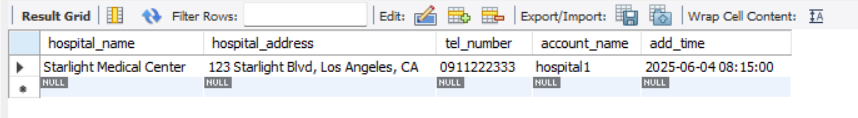 Result Grid Filter Rows: Edit: Export/Import: Wrap Cell Content:
hospital_name hospital_address tel_number account_name add_time
Starlight Medical Center 123 Starlight Blvd, Los Angeles, CA 0911222333 hospital1 2025-06-04 08:15:00
NULL NULL NULL NULL NULL